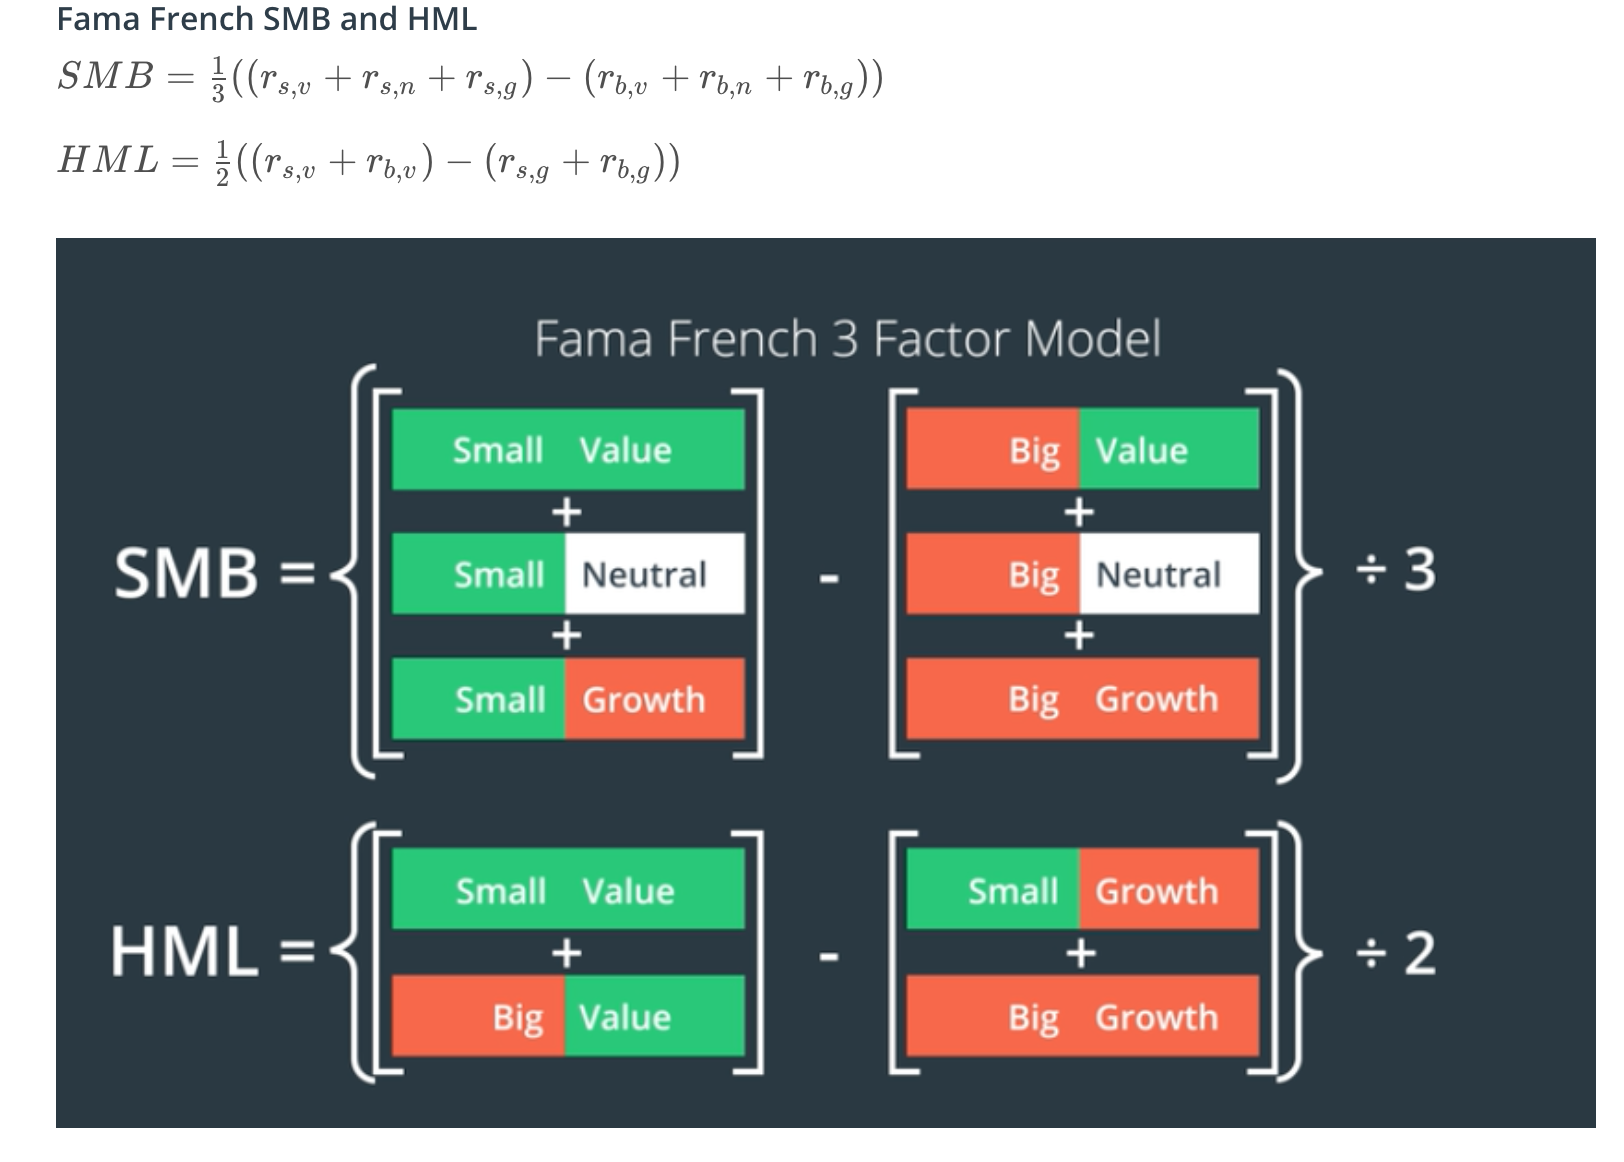 Fama French SMB and HML
SMB = 1/3((r_{s,v} + r_{s,n} + r_{s,g}) − (r_{b,v} + r_{b,n} + r_{b,g}))
HML = 1/2((r_{s,v} + r_{b,v}) − (r_{s,g} + r_{b,g}))
Fama French 3 Factor Model
Small Value Big Value
+ +
SMB = { [ Small Neutral ] - [ Big Neutral ] } ÷ 3
+ +
Small Growth Big Growth
Small Value Small Growth
HML = { [ + ] - [ + ] } ÷ 2
Big Value Big Growth